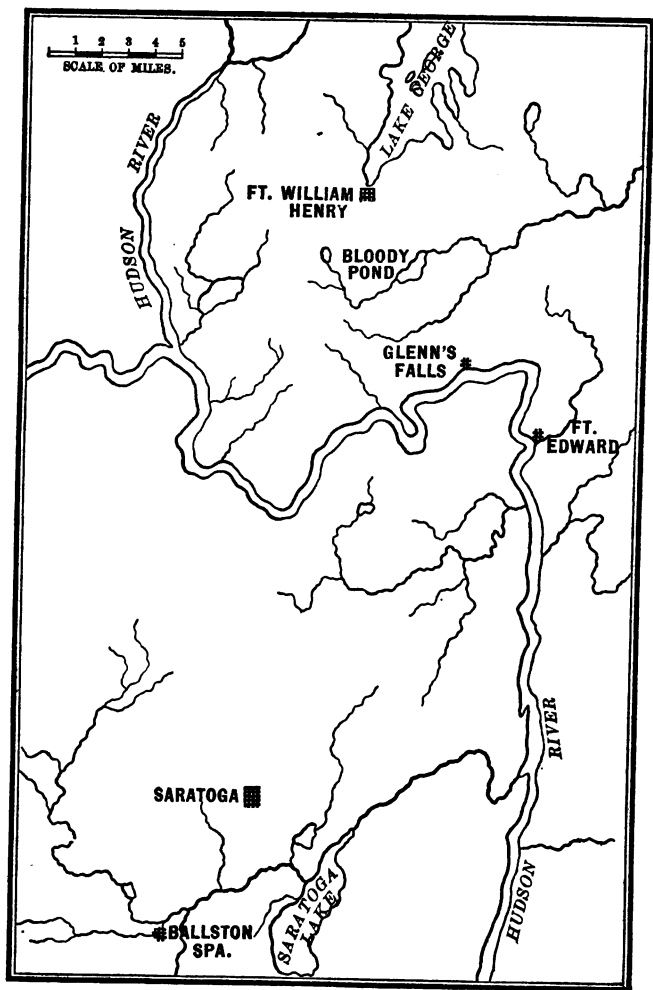 1 2 3 4 5
SCALE OF MILES.
LAKE GEORGE
HUDSON RIVER
FT. WILLIAM
HENRY
BLOODY
POND
GLENN'S
FALLS
FT.
EDWARD
HUDSON RIVER
SARATOGA
SARATOGA
LAKE
BALLSTON
SPA.